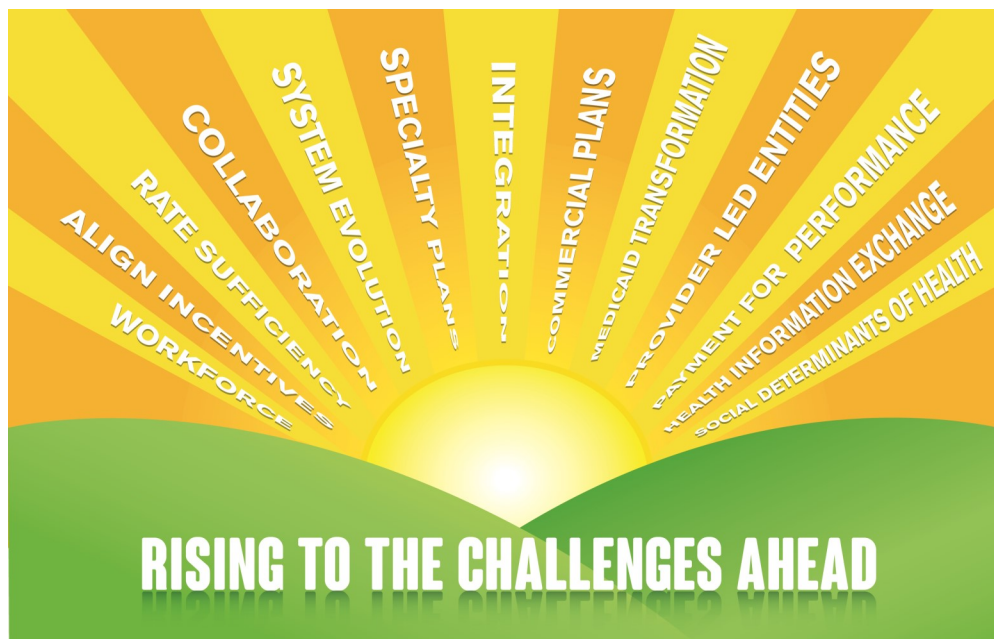 WORKFORCE
ALIGN INCENTIVES
RATE SUFFICIENCY
COLLABORATION
SYSTEM EVOLUTION
SPECIALTY PLANS
INTEGRATION
COMMERCIAL PLANS
MEDICAID TRANSFORMATION
PROVIDER LED ENTITIES
PAYMENT FOR PERFORMANCE
HEALTH INFORMATION EXCHANGE
SOCIAL DETERMINANTS OF HEALTH
RISING TO THE CHALLENGES AHEAD